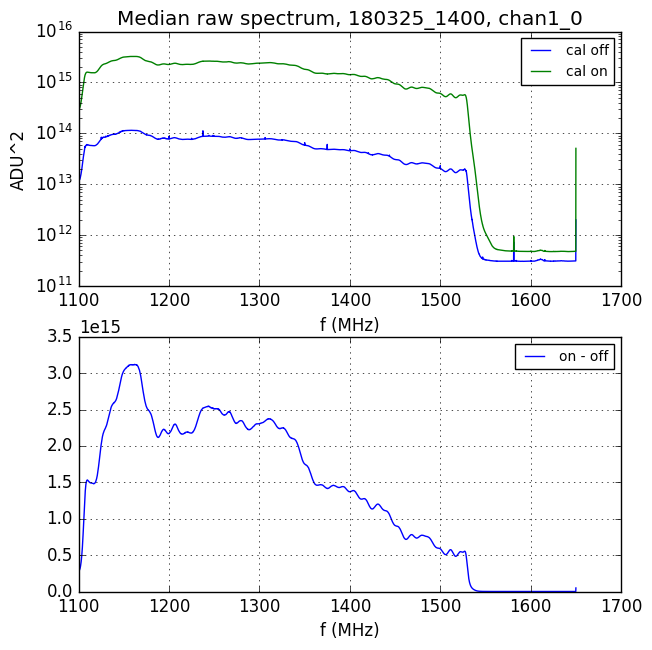 Median raw spectrum, 180325_1400, chan1_0
10^16
10^15
10^14
10^13
10^12
10^11
ADU^2
cal off
cal on
1100 1200 1300 1400 1500 1600 1700
f (MHz)
1e15
3.5
3.0
2.5
2.0
1.5
1.0
0.5
0.0
on - off
1100 1200 1300 1400 1500 1600 1700
f (MHz)